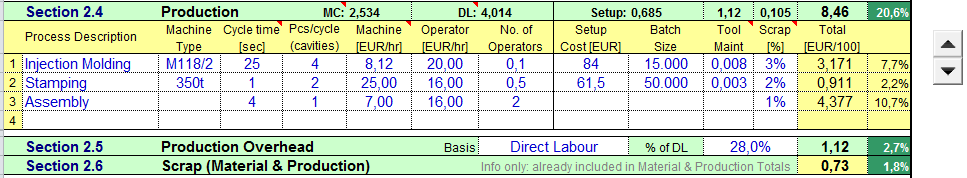 Section 2.4 Production MC: 2,534 DL: 4,014 Setup: 0,685 1,12 0,105 8,46 20,6%
Process Description Machine Type Cycle time [sec] Pcs/cycle (cavities) Machine [EUR/hr] Operator [EUR/hr] No. of Operators Setup Cost [EUR] Batch Size Tool Maint Scrap [%] Total [EUR/100]
1 Injection Molding M118/2 25 4 8,12 20,00 0,1 84 15.000 0,008 3% 3,171 7,7%
2 Stamping 350t 1 2 25,00 16,00 0,5 61,5 50.000 0,003 2% 0,911 2,2%
3 Assembly 4 1 7,00 16,00 2 1% 4,377 10,7%
4
Section 2.5 Production Overhead Basis Direct Labour % of DL 28,0% 1,12 2,7%
Section 2.6 Scrap (Material & Production) Info only: already included in Material & Production Totals 0,73 1,8%